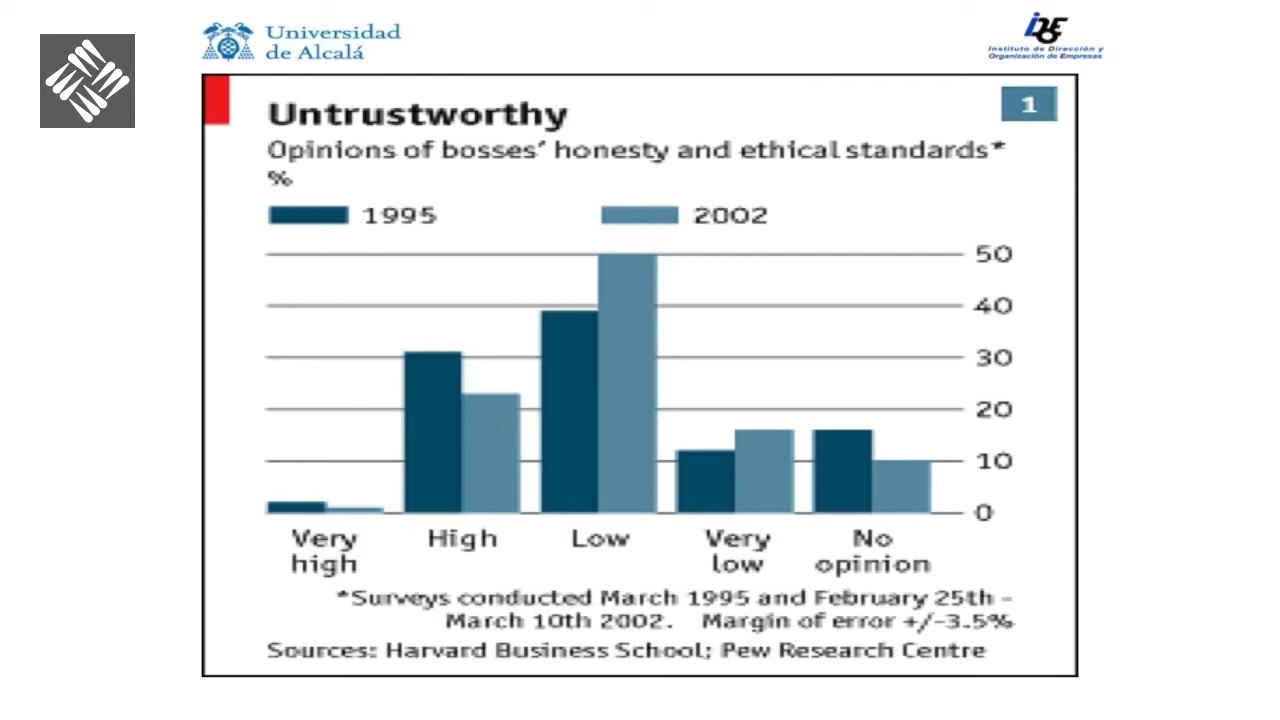 Universidad
de Alcalá
IDOE
Instituto de Dirección y
Organización de Empresas
Untrustworthy
1
Opinions of bosses' honesty and ethical standards*
%
1995
2002
50
40
30
20
10
0
Very high
High
Low
Very low
No opinion
*Surveys conducted March 1995 and February 25th -
March 10th 2002. Margin of error +/-3.5%
Sources: Harvard Business School; Pew Research Centre